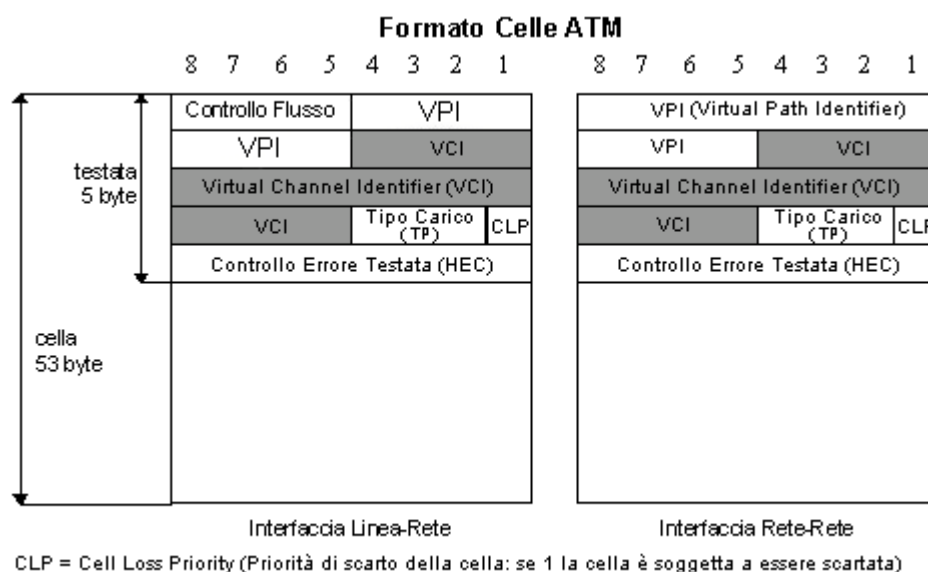 Formato Celle ATM
8 7 6 5 4 3 2 1
8 7 6 5 4 3 2 1
Controllo Flusso
VPI
VPI (Virtual Path Identifier)
VPI
VCI
VPI
VCI
testata
5 byte
Virtual Channel Identifier (VCI)
Virtual Channel Identifier (VCI)
VCI
Tipo Carico
(TP)
CLP
VCI
Tipo Carico
(TP)
CLP
Controllo Errore Testata (HEC)
Controllo Errore Testata (HEC)
cella
53 byte
Interfaccia Linea-Rete
Interfaccia Rete-Rete
CLP = Cell Loss Priority (Priorità di scarto della cella: se 1 la cella è soggetta a essere scartata)